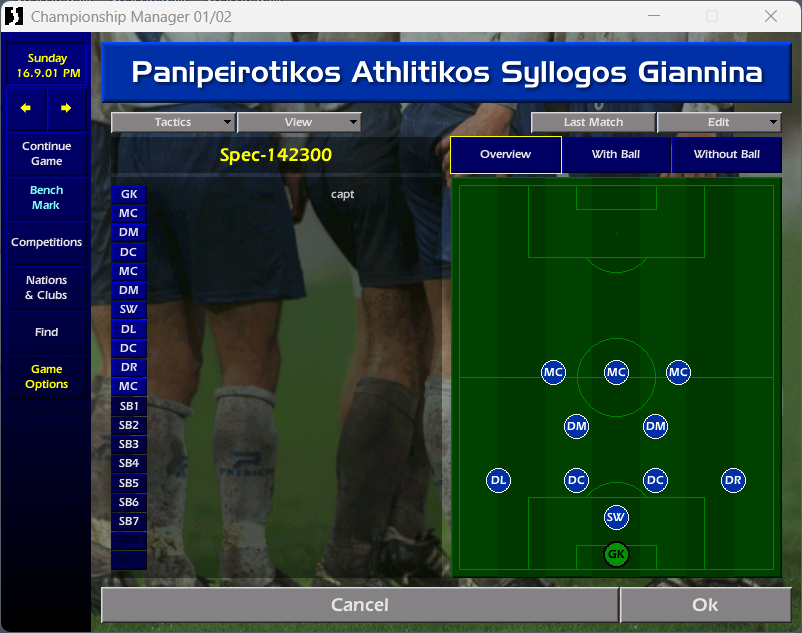 Championship Manager 01/02
Sunday
16.9.01 PM
Continue
Game
Bench
Mark
Competitions
Nations
& Clubs
Find
Game
Options
Panipeirotikos Athlitikos Syllogos Giannina
Tactics
View
Last Match
Edit
Spec-142300
Overview
With Ball
Without Ball
GK capt
MC
DM
DC
MC
DM
SW
DL
DC
DR
MC
SB1
SB2
SB3
SB4
SB5
SB6
SB7
MC MC MC
DM DM
DL DC DC DR
SW
GK
Cancel
Ok